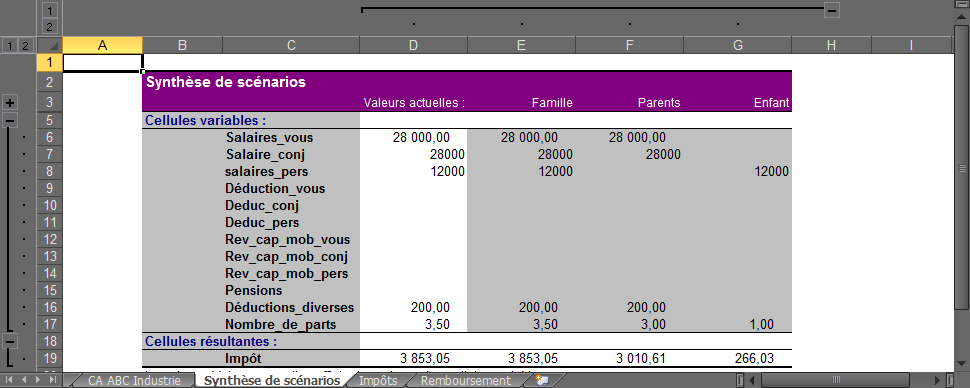 1
2
1 2 A B C D E F G H I
1
2 Synthèse de scénarios
3 Valeurs actuelles : Famille Parents Enfant
5 Cellules variables :
6 Salaires_vous 28 000,00 28 000,00 28 000,00
7 Salaire_conj 28000 28000 28000
8 salaires_pers 12000 12000 12000
9 Déduction_vous
10 Deduc_conj
11 Deduc_pers
12 Rev_cap_mob_vous
13 Rev_cap_mob_conj
14 Rev_cap_mob_pers
15 Pensions
16 Déductions_diverses 200,00 200,00 200,00
17 Nombre_de_parts 3,50 3,50 3,00 1,00
18 Cellules résultantes :
19 Impôt 3 853,05 3 853,05 3 010,61 266,03
CA ABC Industrie Synthèse de scénarios Impôts Remboursement